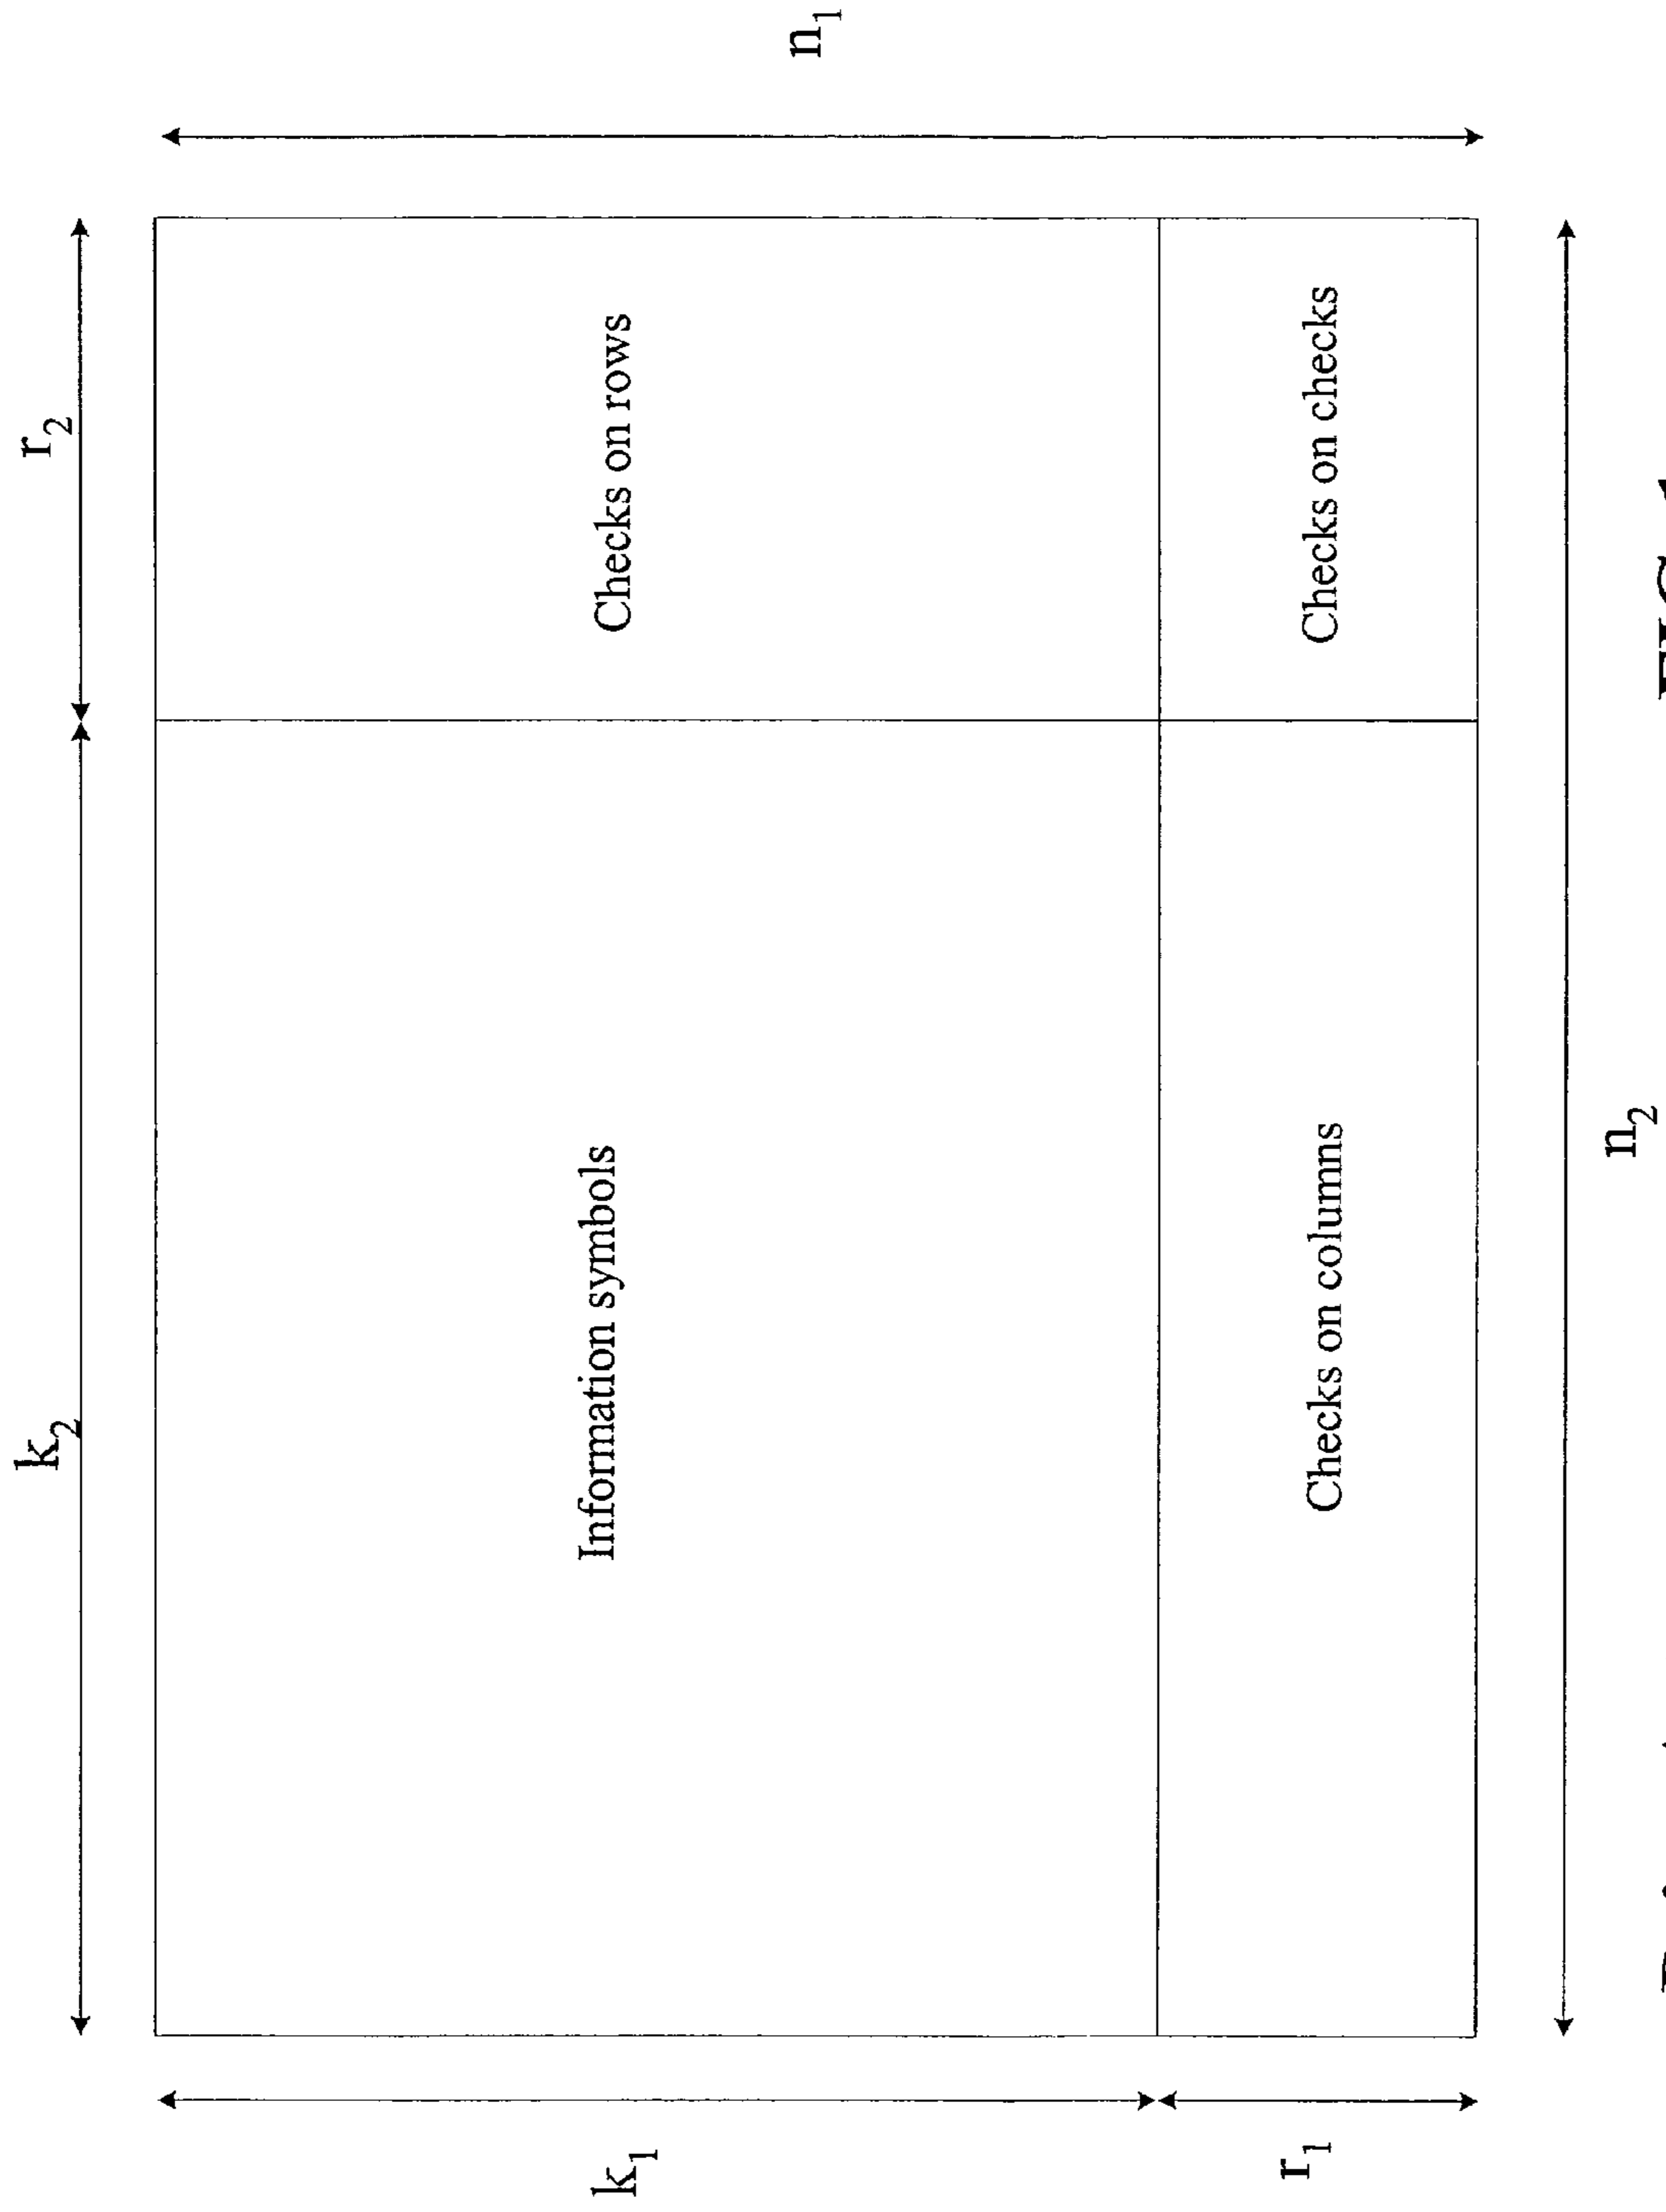 k2
r2
Information symbols
Checks on rows
k1
n1
Checks on columns
Checks on checks
r1
n2